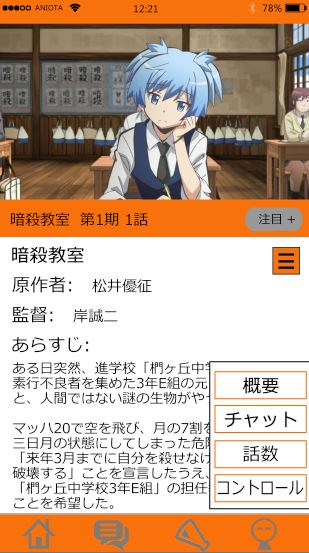 ANIOTA
12:21
78%
暗殺教室 第1期 1話
注目 +
暗殺教室
原作者: 松井優征
監督: 岸誠二
あらすじ:
ある日突然、進学校「椚ヶ丘中学
素行不良者を集めた3年E組の元
と、人間ではない謎の生物がやっ
マッハ20で空を飛び、月の7割を
三日月の状態にしてしまった危険
「来年3月までに自分を殺せなけ
破壊する」ことを宣言したうえ、
「椚ヶ丘中学校3年E組」の担任
ことを希望した。
概要
チャット
話数
コントロール